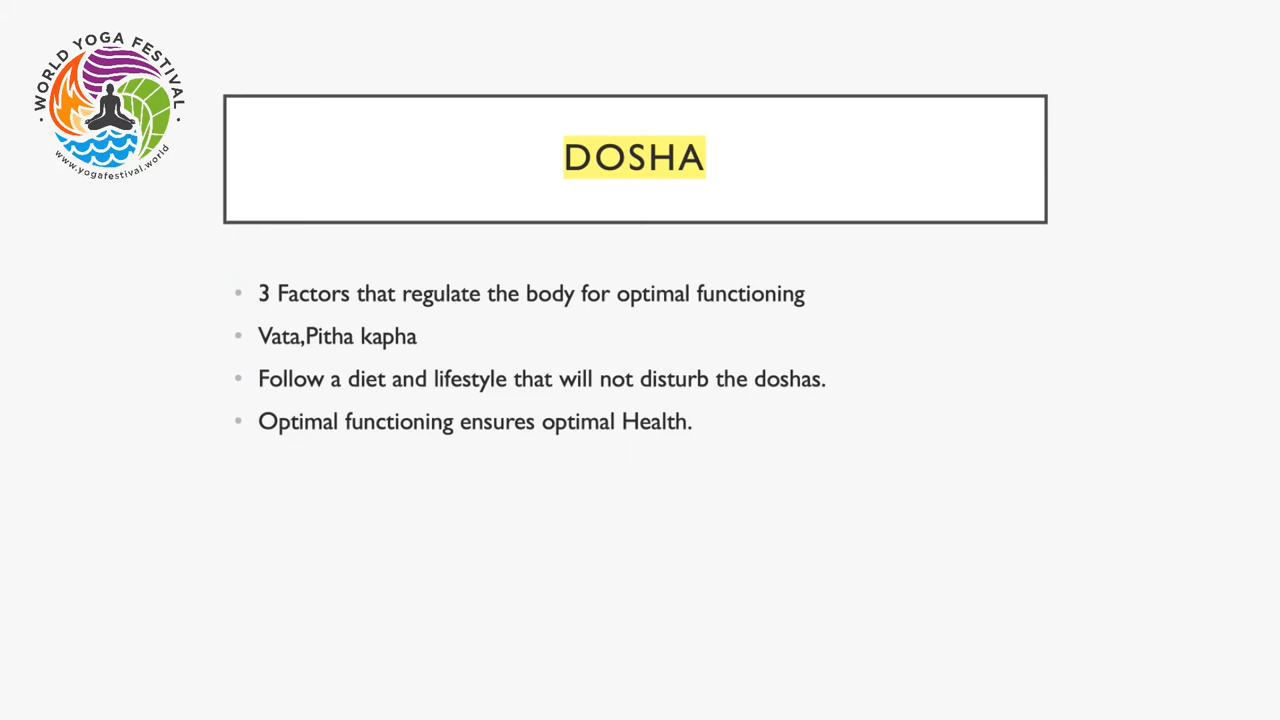 WORLD YOGA FESTIVAL
www.yogafestival.world
DOSHA
• 3 Factors that regulate the body for optimal functioning
• Vata,Pitha kapha
• Follow a diet and lifestyle that will not disturb the doshas.
• Optimal functioning ensures optimal Health.